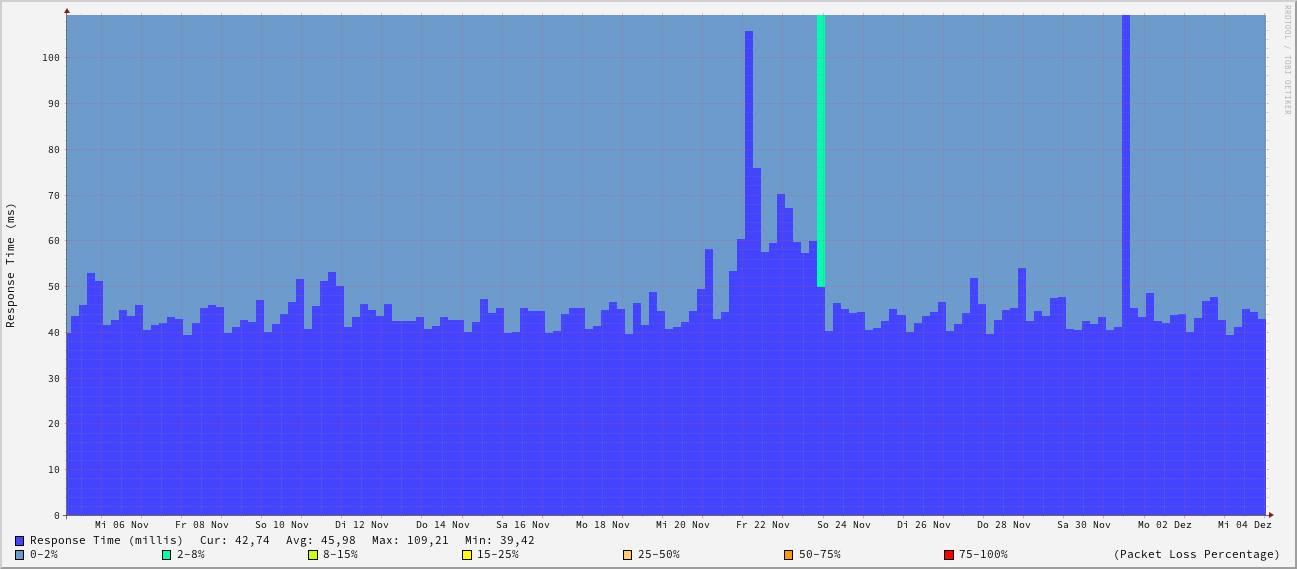 RRDTOOL / TOBI OETIKER
Response Time (ms)
100
90
80
70
60
50
40
30
20
10
0
Mi 06 Nov Fr 08 Nov So 10 Nov Di 12 Nov Do 14 Nov Sa 16 Nov Mo 18 Nov Mi 20 Nov Fr 22 Nov So 24 Nov Di 26 Nov Do 28 Nov Sa 30 Nov Mo 02 Dez Mi 04 Dez
Response Time (millis) Cur: 42,74 Avg: 45,98 Max: 109,21 Min: 39,42
0-2% 2-8% 8-15% 15-25% 25-50% 50-75% 75-100% (Packet Loss Percentage)